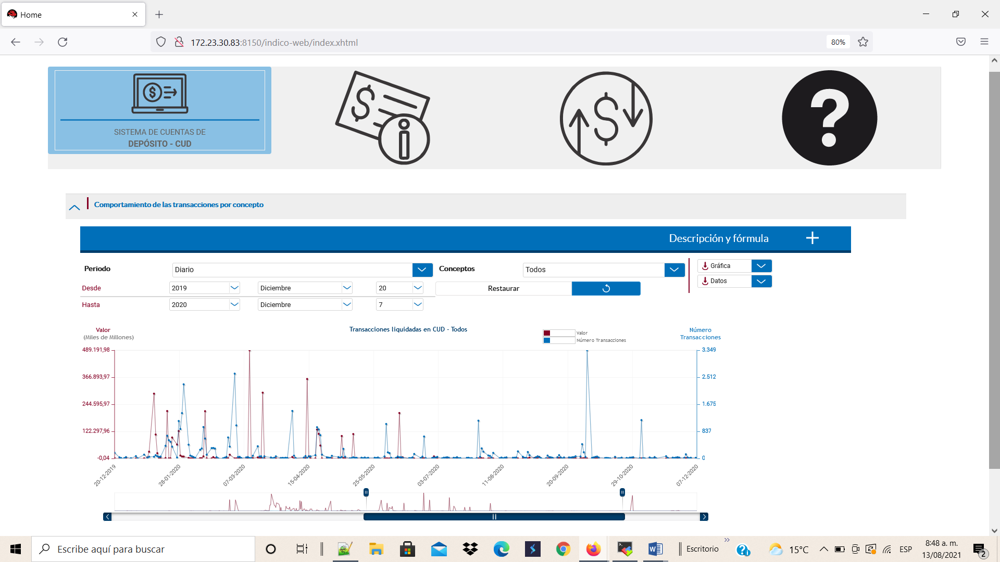 Home
172.23.30.83:8150/indico-web/index.xhtml
80%
SISTEMA DE CUENTAS DE
DEPÓSITO - CUD
Comportamiento de las transacciones por concepto
Descripción y fórmula
Periodo
Diario
Conceptos
Todos
Gráfica
Datos
Desde
2019
Diciembre
20
Restaurar
Hasta
2020
Diciembre
7
Valor
(Miles de Millones)
Transacciones liquidadas en CUD - Todos
Valor
Número Transacciones
Número
Transacciones
489.191,98
366.893,97
244.595,97
122.297,96
-0,04
3.349
2.512
1.675
837
0
20-12-2019
28-01-2020
07-03-2020
15-04-2020
25-05-2020
03-07-2020
11-08-2020
20-09-2020
29-10-2020
07-12-2020
Escribe aquí para buscar
Escritorio
15°C
ESP
8:48 a. m.
13/08/2021
2